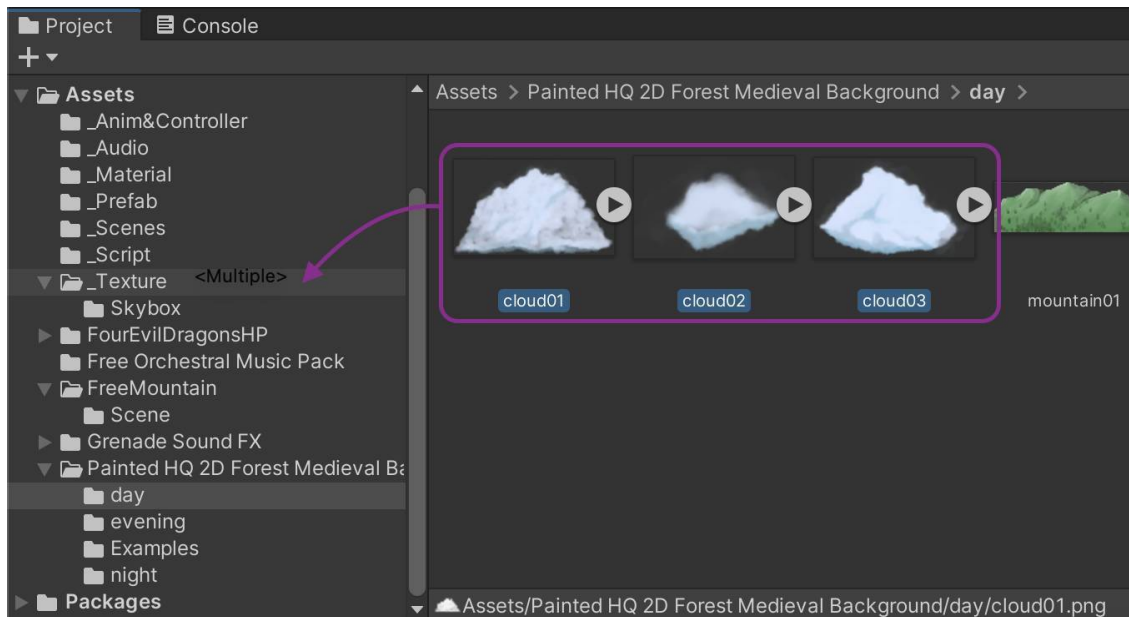 Project
Console
Assets
_Anim&Controller
_Audio
_Material
_Prefab
_Scenes
_Script
_Texture
<Multiple>
Skybox
FourEvilDragonsHP
Free Orchestral Music Pack
FreeMountain
Scene
Grenade Sound FX
Painted HQ 2D Forest Medieval Ba
day
evening
Examples
night
Packages
Assets > Painted HQ 2D Forest Medieval Background > day >
cloud01
cloud02
cloud03
mountain01
Assets/Painted HQ 2D Forest Medieval Background/day/cloud01.png